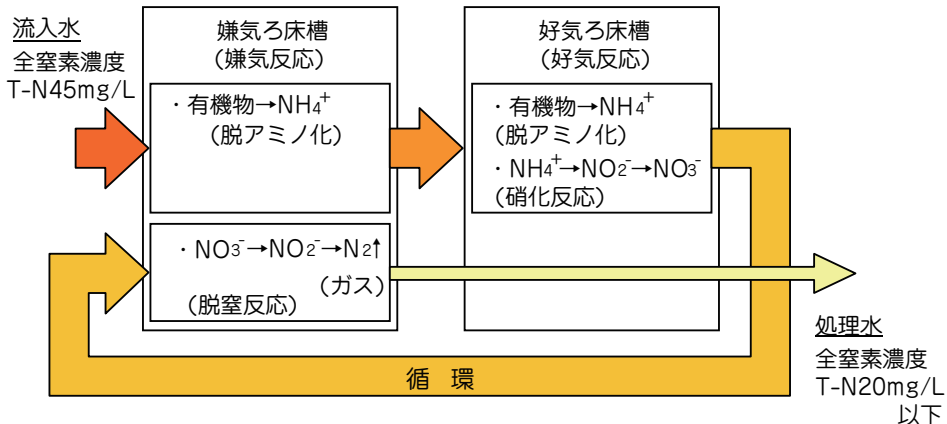 流入水
全窒素濃度
T-N45mg/L
嫌気ろ床槽
(嫌気反応)
・有機物→NH₄⁺
(脱アミノ化)
・NO₃⁻→NO₂⁻→N₂↑
(ガス)
(脱窒反応)
好気ろ床槽
(好気反応)
・有機物→NH₄⁺
(脱アミノ化)
・NH₄⁺→NO₂⁻→NO₃⁻
(硝化反応)
循 環
処理水
全窒素濃度
T-N20mg/L
以下